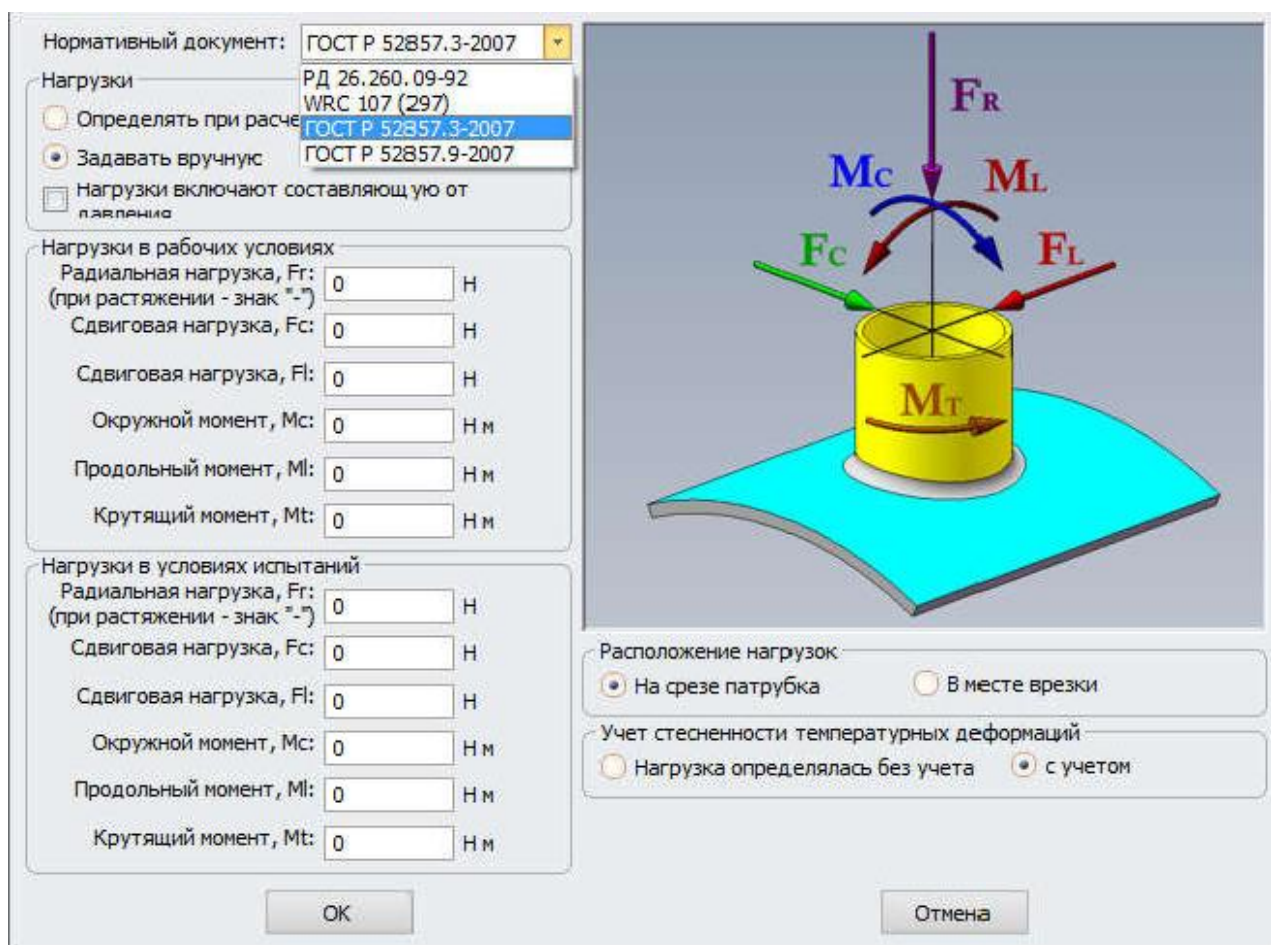 Нормативный документ: ГОСТ Р 52857.3-2007
РД 26.260.09-92
WRC 107 (297)
ГОСТ Р 52857.3-2007
ГОСТ Р 52857.9-2007
Нагрузки
Определять при расче
Задавать вручную
Нагрузки включают составляющую от
давления
Нагрузки в рабочих условиях
Радиальная нагрузка, Fr:
(при растяжении - знак "-") 0 Н
Сдвиговая нагрузка, Fc: 0 Н
Сдвиговая нагрузка, Fl: 0 Н
Окружной момент, Mc: 0 Н м
Продольный момент, Ml: 0 Н м
Крутящий момент, Mt: 0 Н м
Нагрузки в условиях испытаний
Радиальная нагрузка, Fr:
(при растяжении - знак "-") 0 Н
Сдвиговая нагрузка, Fc: 0 Н
Сдвиговая нагрузка, Fl: 0 Н
Окружной момент, Mc: 0 Н м
Продольный момент, Ml: 0 Н м
Крутящий момент, Mt: 0 Н м
FR
MC ML
FC FL
MT
Расположение нагрузок
На срезе патрубка В месте врезки
Учет стесненности температурных деформаций
Нагрузка определялась без учета с учетом
OK Отмена